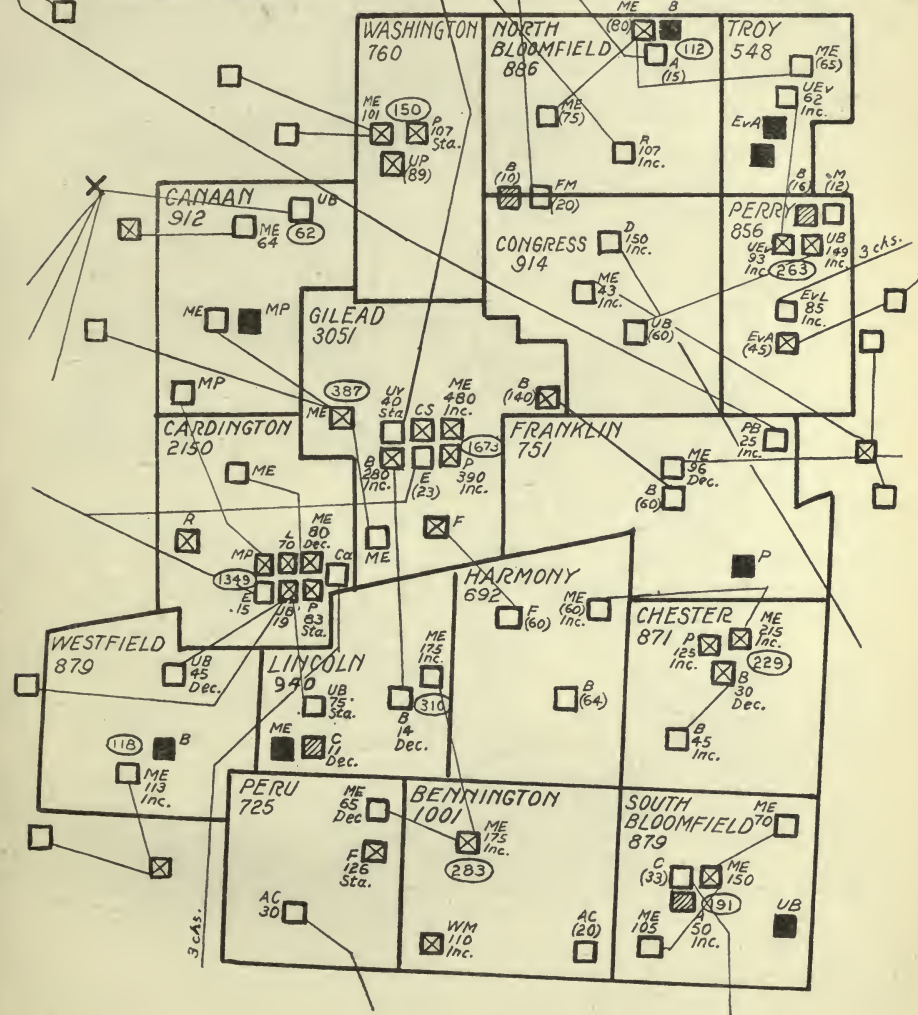 WASHINGTON
760
ME
101
150
P
107
Sta.
UP
(89)
NORTH
BLOOMFIELD
886
ME
(80)
B
112
A
(15)
ME
(75)
R
107
Inc.
B
(10)
FM
(20)
TROY
548
ME
(65)
UEv
62
Inc.
EvA
CANAAN
912
UB
ME
64
62
ME
MP
MP
CONGRESS
914
D
150
Inc.
ME
43
Inc.
UB
(60)
PERRY
856
B
(16)
M
(12)
UEv
93
Inc
UB
149
Inc.
263
3 chs.
EvL
85
Inc.
EvA
(45)
GILEAD
3051
387
ME
UV
40
Sta
CS
ME
480
Inc.
1673
B
280
Inc.
E
(23)
P
390
Inc.
F
ME
B
(140)
CARDINGTON
2150
ME
R
MP
L
70
ME
80
Dec.
Ca
1349
E
15
UB
19
P
83
Sta.
FRANKLIN
751
PB
25
Inc.
ME
96
Dec.
B
(60)
P
HARMONY
692
F
(60)
ME
(60)
Inc.
B
(64)
CHESTER
871
P
125
Inc.
ME
215
Inc.
229
B
30
Dec.
B
45
Inc.
WESTFIELD
879
UB
45
Dec.
118
B
ME
113
Inc.
LINCOLN
940
ME
175
Inc.
310
UB
75
Sta.
B
14
Dec.
ME
C
11
Dec.
PERU
725
ME
65
Dec
F
126
Sta.
AC
30
3 chs.
BENNINGTON
1001
ME
175
Inc.
283
WM
110
Inc.
AC
(20)
SOUTH
BLOOMFIELD
879
ME
70
C
(33)
ME
150
191
A
50
Inc.
ME
105
UB